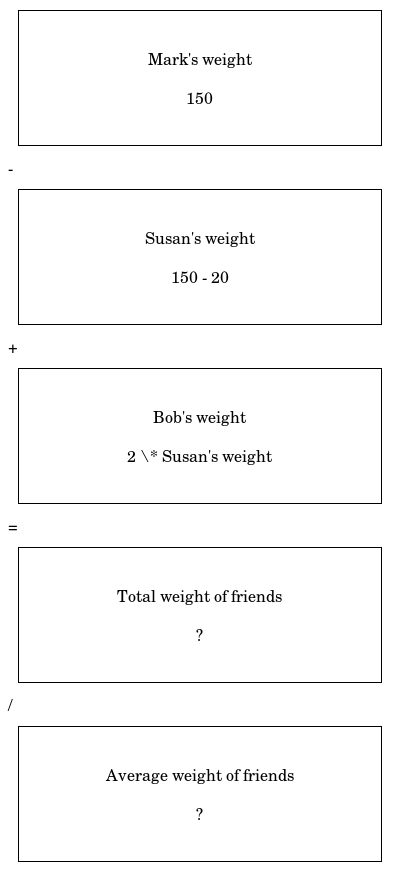 Mark's weight
150
-
Susan's weight
150 - 20
+
Bob's weight
2 \* Susan's weight
=
Total weight of friends
?
/
Average weight of friends
?